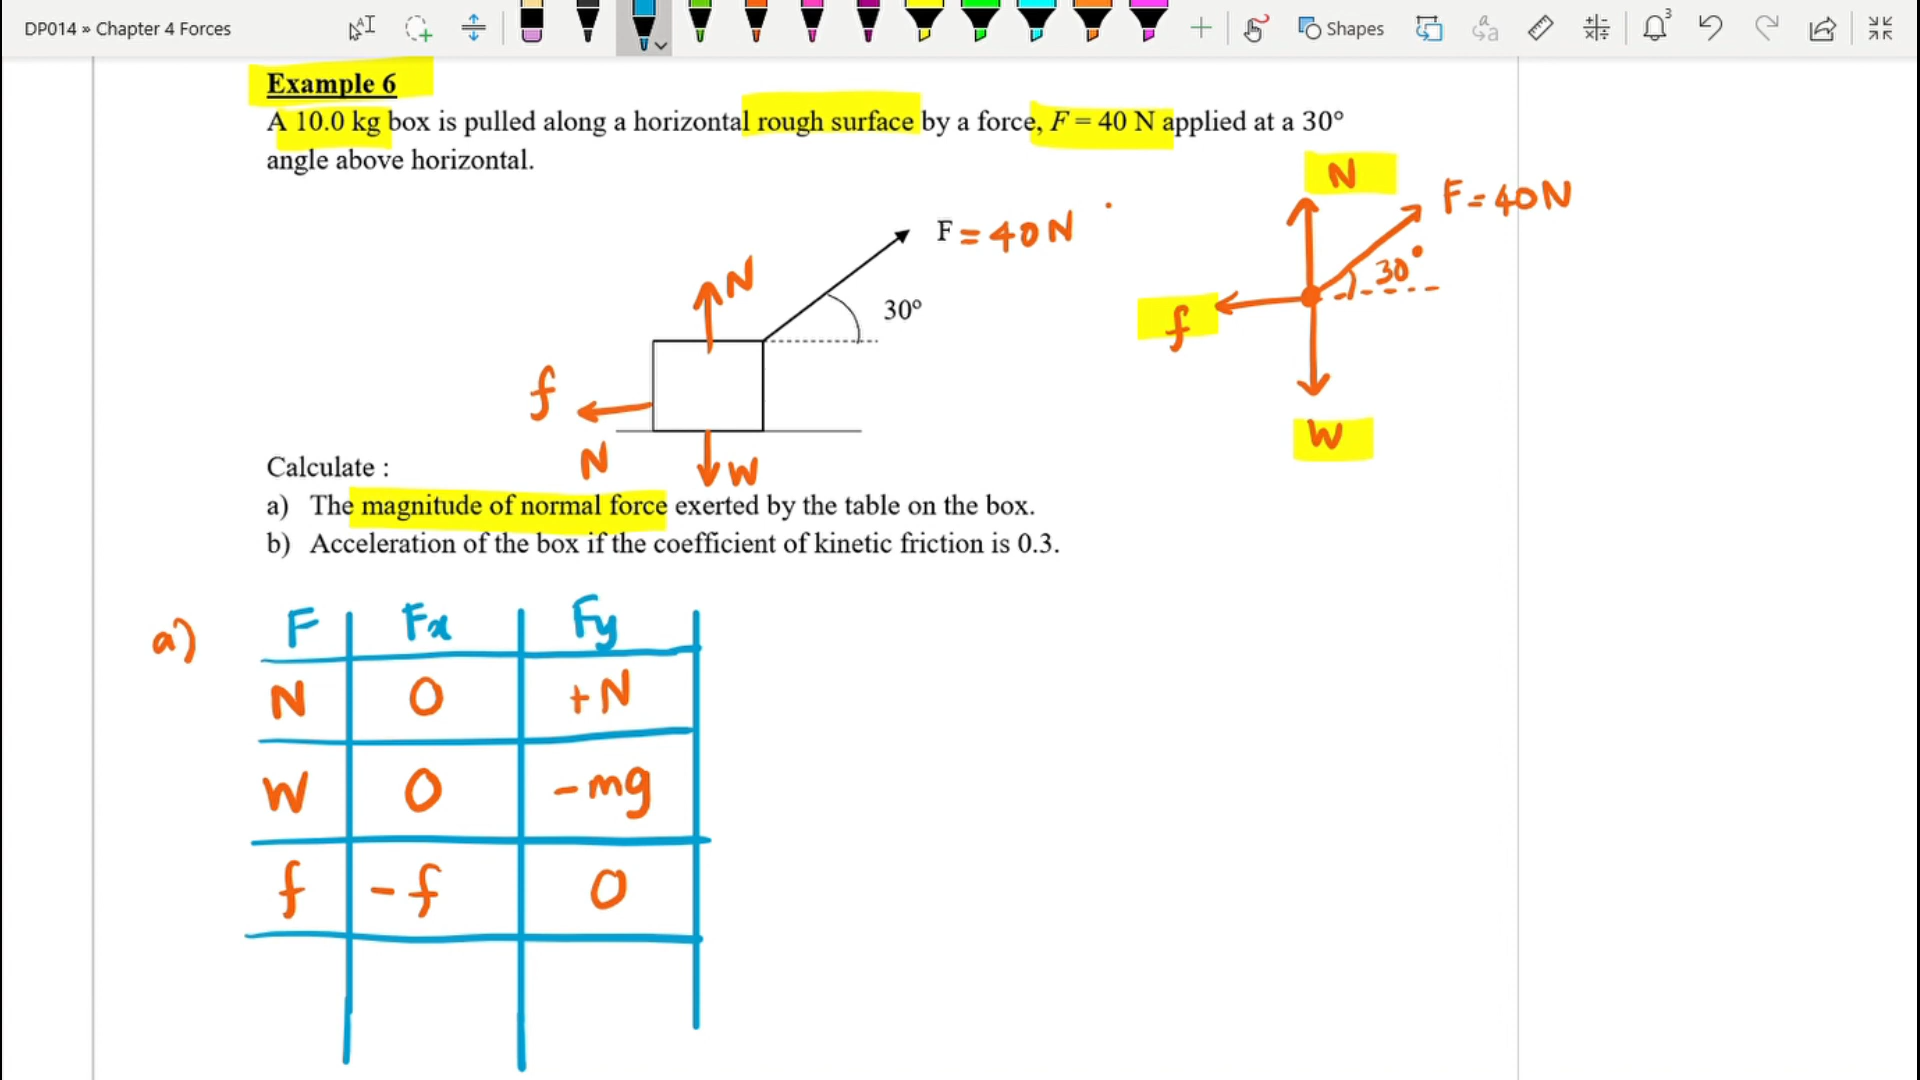 DP014 » Chapter 4 Forces
Shapes
3
Example 6
A 10.0 kg box is pulled along a horizontal rough surface by a force, F = 40 N applied at a 30°
angle above horizontal.
N
F = 40N
F = 40N
30°
N
30°
f
f
W
N
W
Calculate :
a) The magnitude of normal force exerted by the table on the box.
b) Acceleration of the box if the coefficient of kinetic friction is 0.3.
a)
F Fx Fy
N 0 +N
W 0 -mg
f -f 0